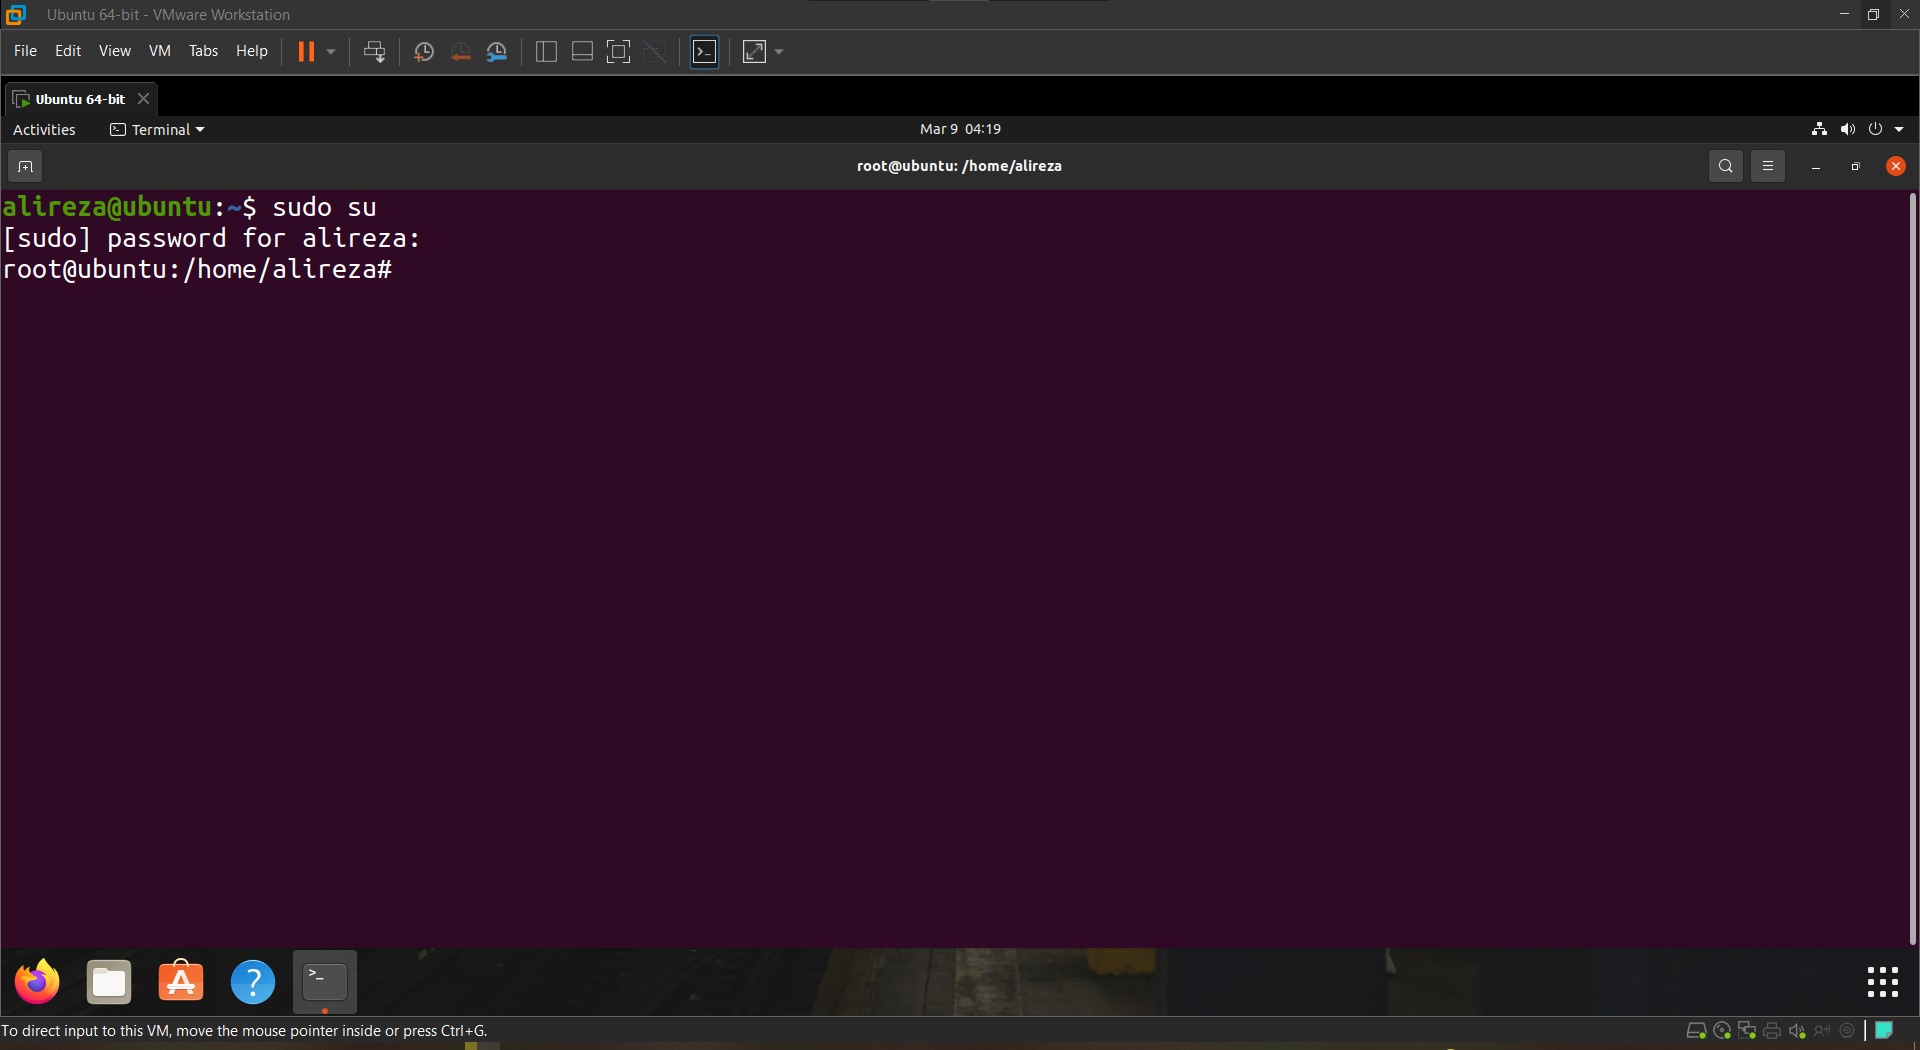 Ubuntu 64-bit - VMware Workstation
File Edit View VM Tabs Help
Ubuntu 64-bit
Activities Terminal Mar 9 04:19
root@ubuntu: /home/alireza
alireza@ubuntu:~$ sudo su
[sudo] password for alireza:
root@ubuntu:/home/alireza#
To direct input to this VM, move the mouse pointer inside or press Ctrl+G.